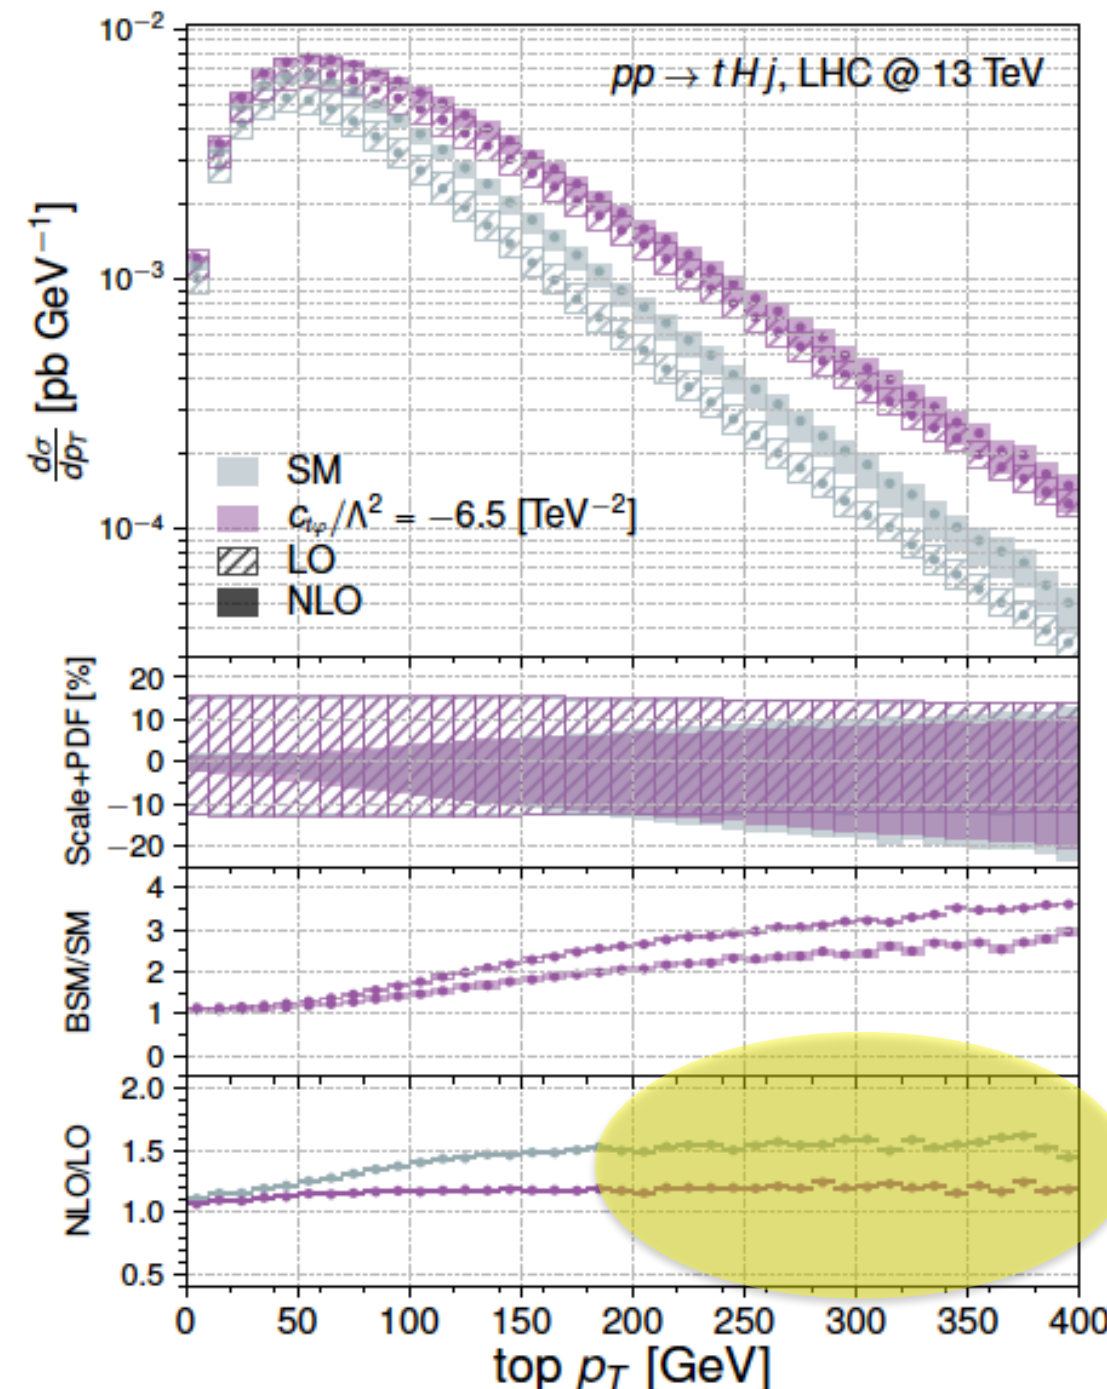 10⁻²
pp → t H j, LHC @ 13 TeV
10⁻³
dσ/dp_T [pb GeV⁻¹]
SM
c_tφ/Λ² = −6.5 [TeV⁻²]
10⁻⁴
LO
NLO
Scale+PDF [%]
20
10
0
−10
−20
BSM/SM
4
3
2
1
0
NLO/LO
2.0
1.5
1.0
0.5
0 50 100 150 200 250 300 350 400
top p_T [GeV]